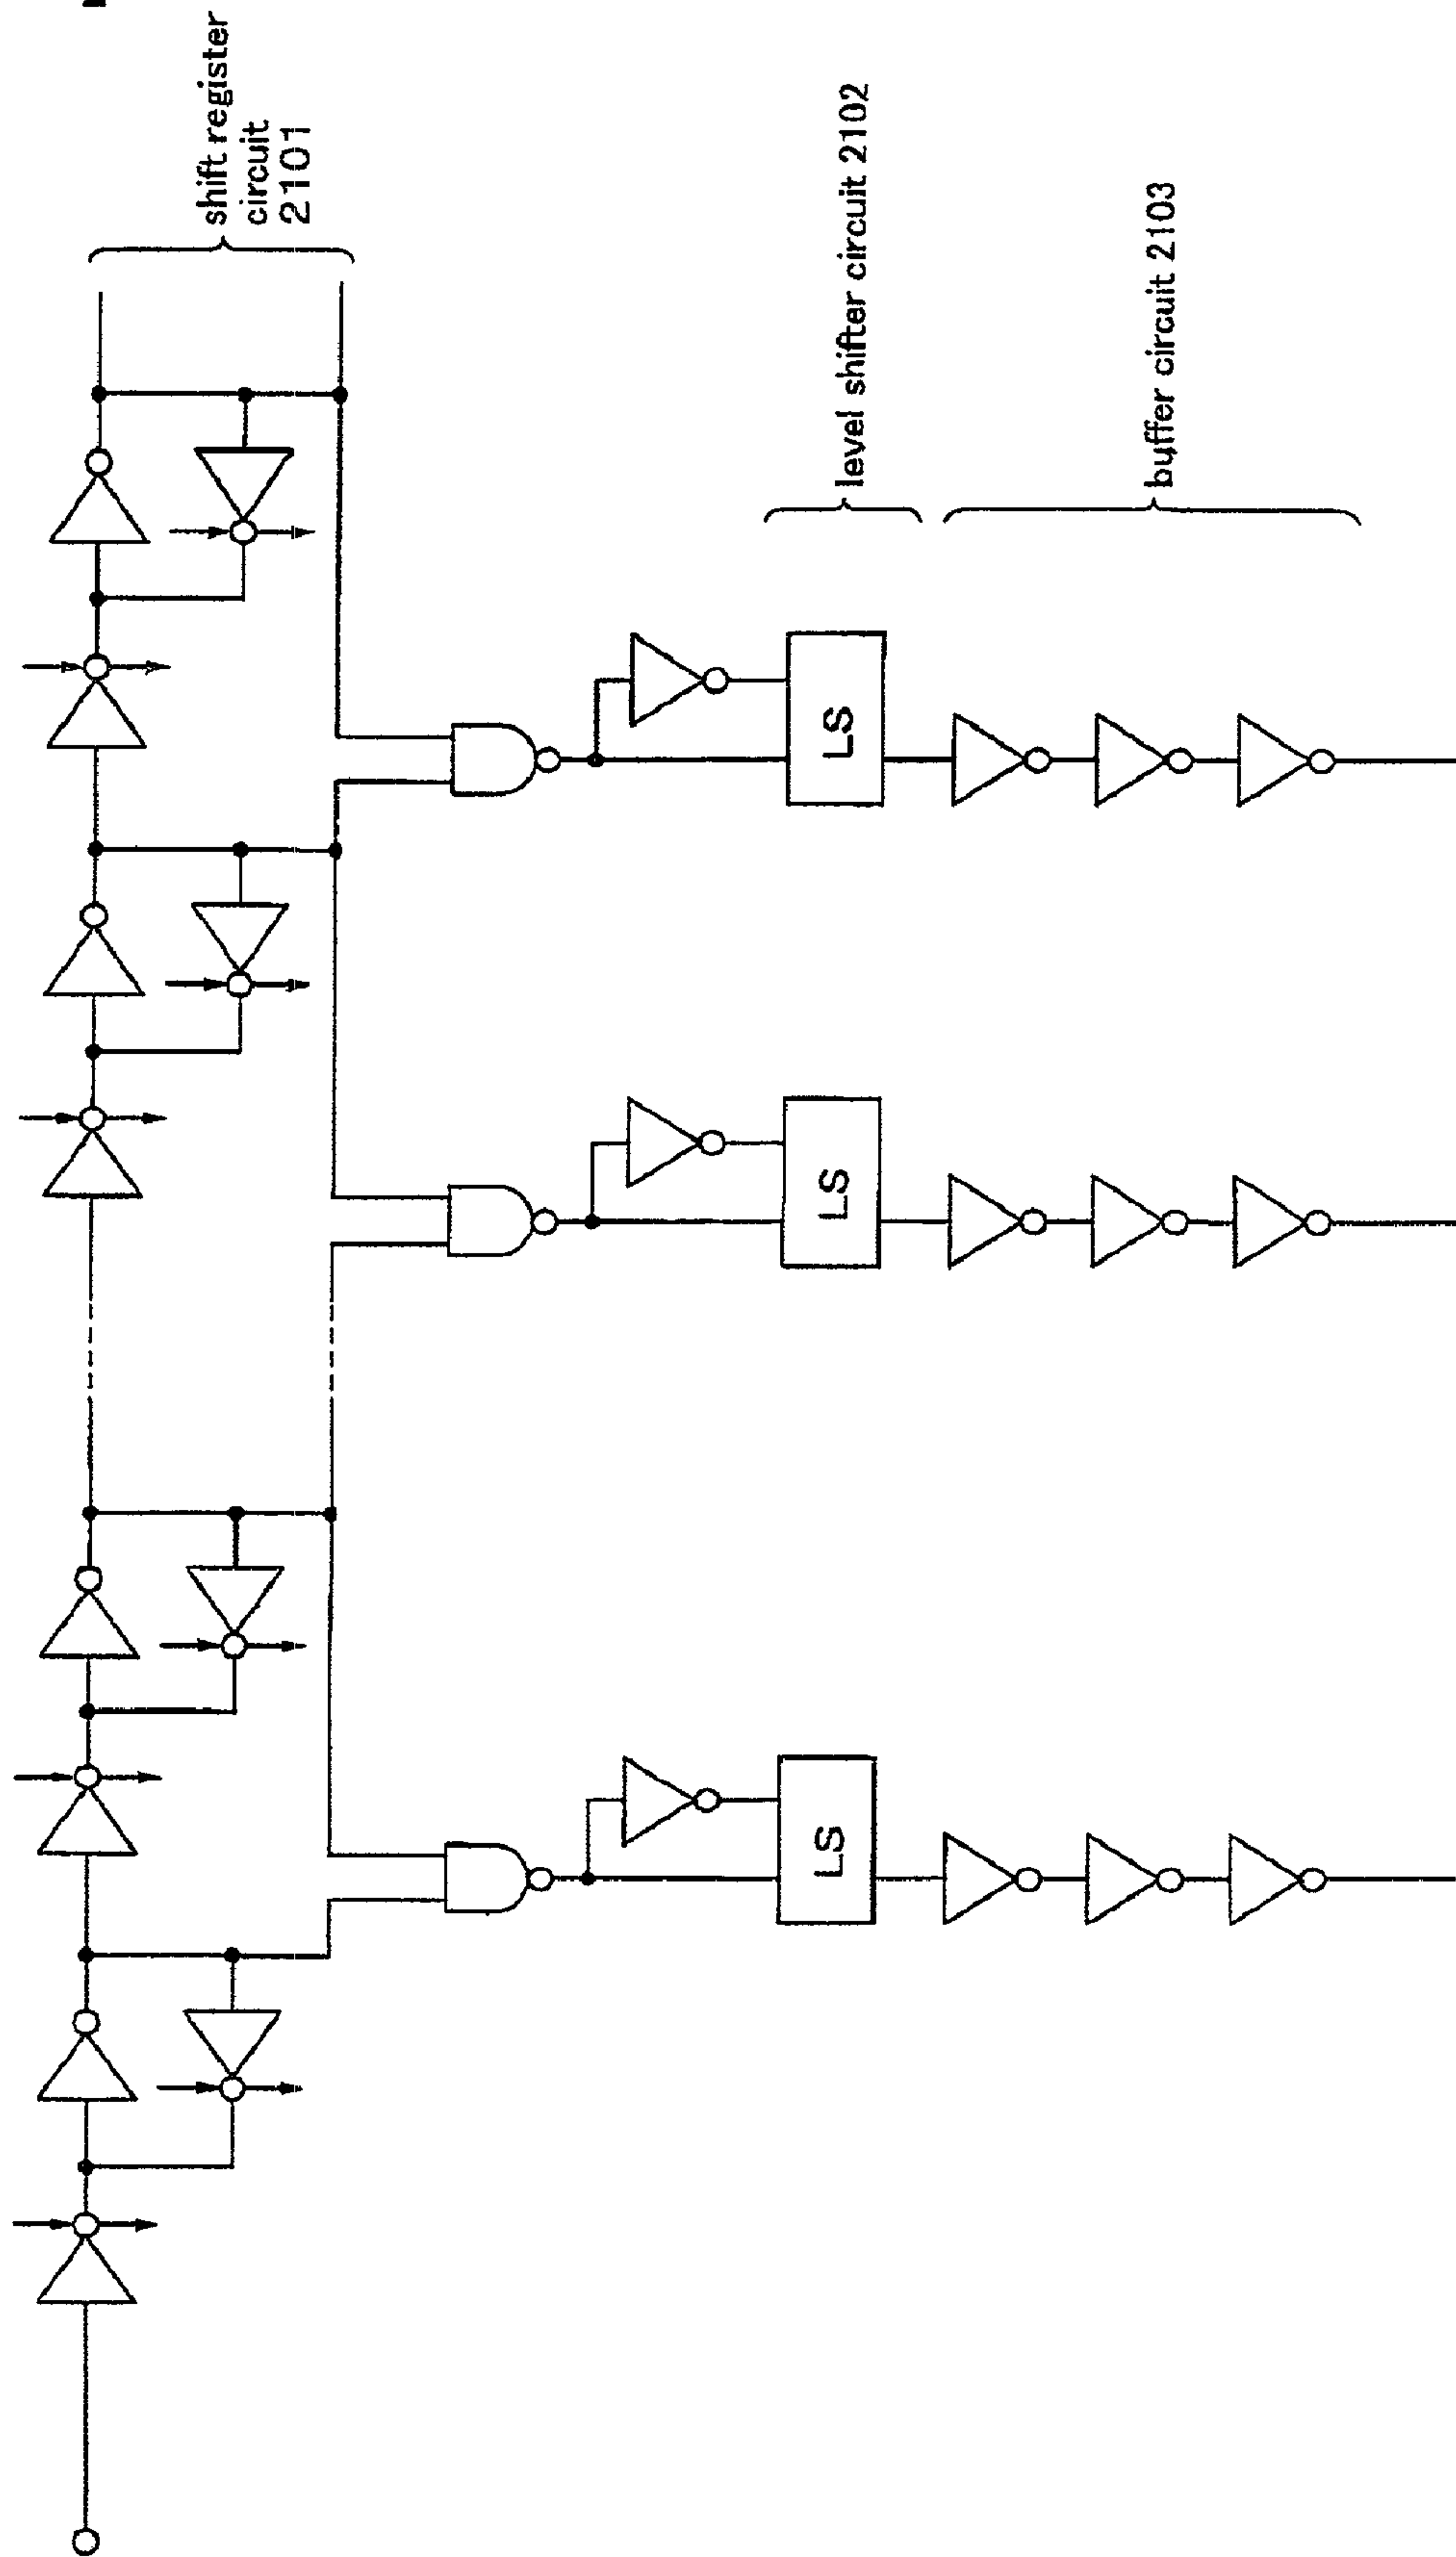 shift register
circuit
2101
level shifter circuit 2102
buffer circuit 2103
LS
LS
LS